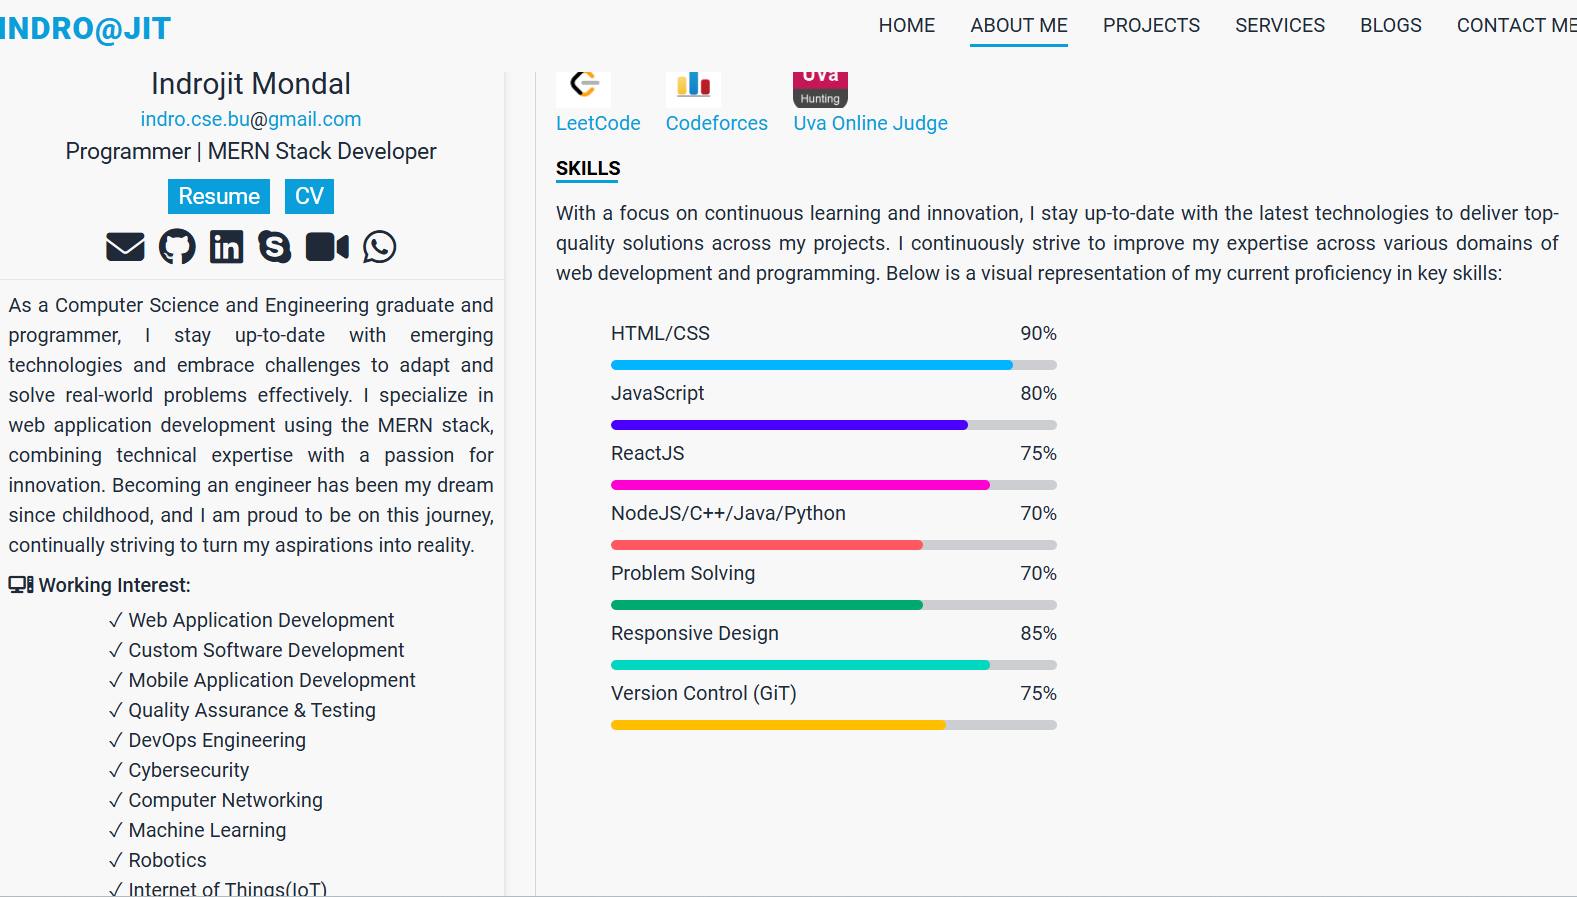 INDRO@JIT
HOME
ABOUT ME
PROJECTS
SERVICES
BLOGS
CONTACT ME
Indrojit Mondal
indro.cse.bu@gmail.com
Programmer | MERN Stack Developer
Resume
CV
As a Computer Science and Engineering graduate and
programmer, I stay up-to-date with emerging
technologies and embrace challenges to adapt and
solve real-world problems effectively. I specialize in
web application development using the MERN stack,
combining technical expertise with a passion for
innovation. Becoming an engineer has been my dream
since childhood, and I am proud to be on this journey,
continually striving to turn my aspirations into reality.
Working Interest:
✓ Web Application Development
✓ Custom Software Development
✓ Mobile Application Development
✓ Quality Assurance & Testing
✓ DevOps Engineering
✓ Cybersecurity
✓ Computer Networking
✓ Machine Learning
✓ Robotics
✓ Internet of Things(IoT)
Uva
Hunting
LeetCode
Codeforces
Uva Online Judge
SKILLS
With a focus on continuous learning and innovation, I stay up-to-date with the latest technologies to deliver top-
quality solutions across my projects. I continuously strive to improve my expertise across various domains of
web development and programming. Below is a visual representation of my current proficiency in key skills:
HTML/CSS 90%
JavaScript 80%
ReactJS 75%
NodeJS/C++/Java/Python 70%
Problem Solving 70%
Responsive Design 85%
Version Control (GiT) 75%